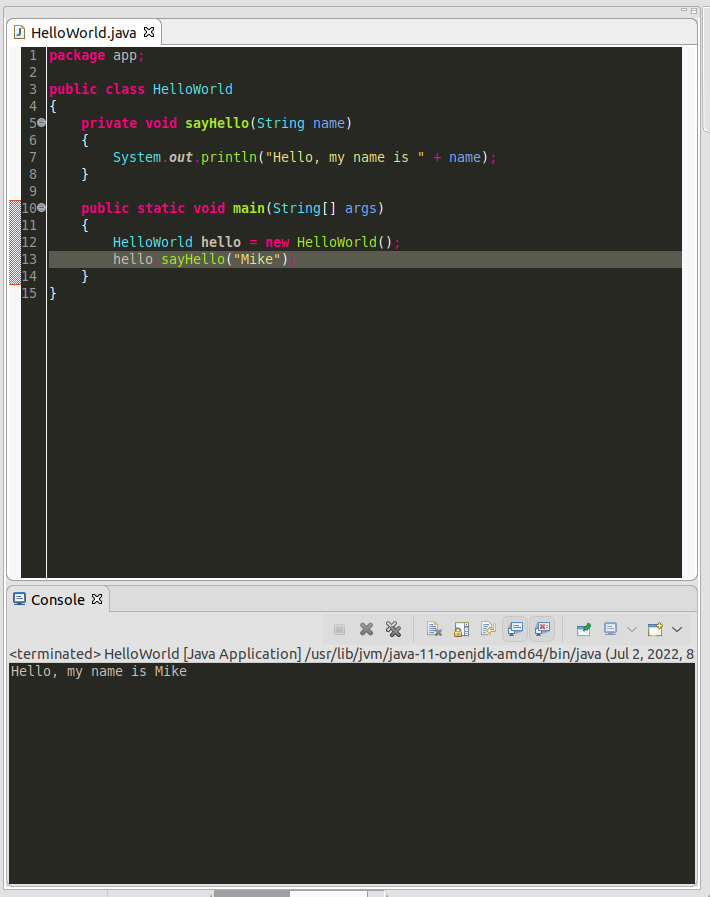 HelloWorld.java
1 package app;
2
3 public class HelloWorld
4 {
5     private void sayHello(String name)
6     {
7         System.out.println("Hello, my name is " + name);
8     }
9
10     public static void main(String[] args)
11     {
12         HelloWorld hello = new HelloWorld();
13         hello.sayHello("Mike");
14     }
15 }
Console
<terminated> HelloWorld [Java Application] /usr/lib/jvm/java-11-openjdk-amd64/bin/java (Jul 2, 2022, 8
Hello, my name is Mike